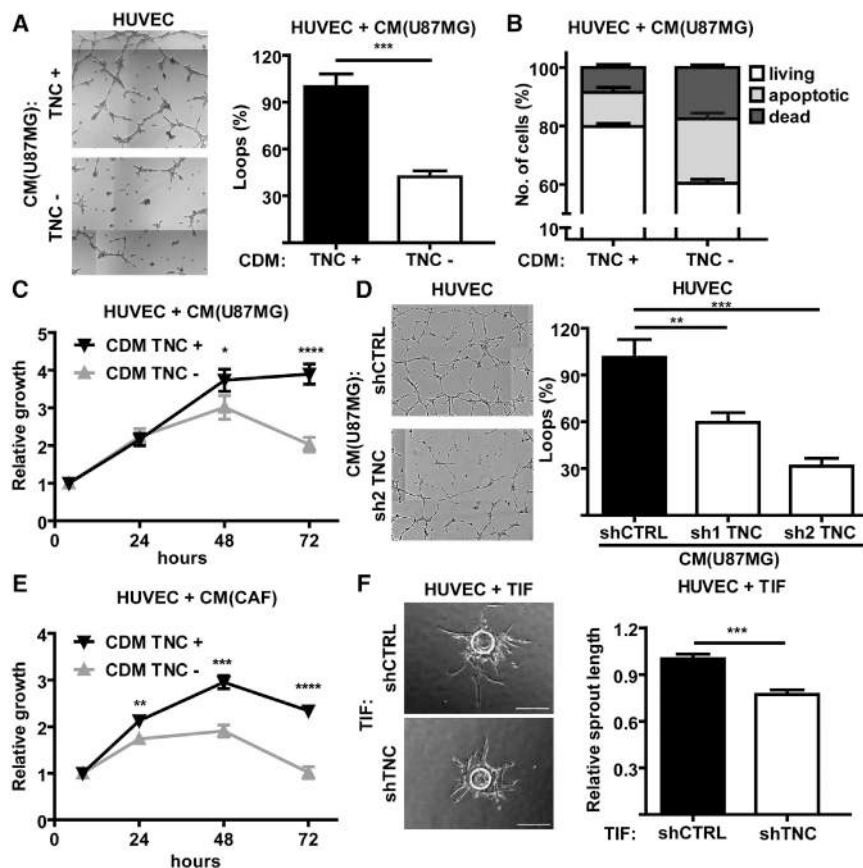 A
HUVEC
CM(U87MG):
TNC +
TNC -
HUVEC + CM(U87MG)
Loops (%)
120
90
60
30
***
CDM: TNC + TNC -
B
HUVEC + CM(U87MG)
No. of cells (%)
100
80
60
10
living
apoptotic
dead
CDM: TNC + TNC -
C
HUVEC + CM(U87MG)
Relative growth
5
4
3
2
1
0
CDM TNC +
CDM TNC -
* ****
0 24 48 72
hours
D
HUVEC
CM(U87MG):
shCTRL
sh2 TNC
HUVEC
Loops (%)
120
90
60
30
***
**
shCTRL sh1 TNC sh2 TNC
CM(U87MG)
E
HUVEC + CM(CAF)
Relative growth
4
3
2
1
0
CDM TNC +
CDM TNC -
** *** ****
0 24 48 72
hours
F
HUVEC + TIF
TIF:
shCTRL
shTNC
HUVEC + TIF
Relative sprout length
1.2
0.9
0.6
0.3
***
TIF: shCTRL shTNC